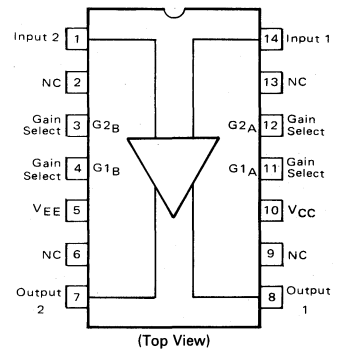 Input 2 1 14 Input 1
NC 2 13 NC
Gain Select 3 G2B G2A 12 Gain Select
Gain Select 4 G1B G1A 11 Gain Select
VEE 5 10 VCC
NC 6 9 NC
Output 2 7 8 Output 1
(Top View)